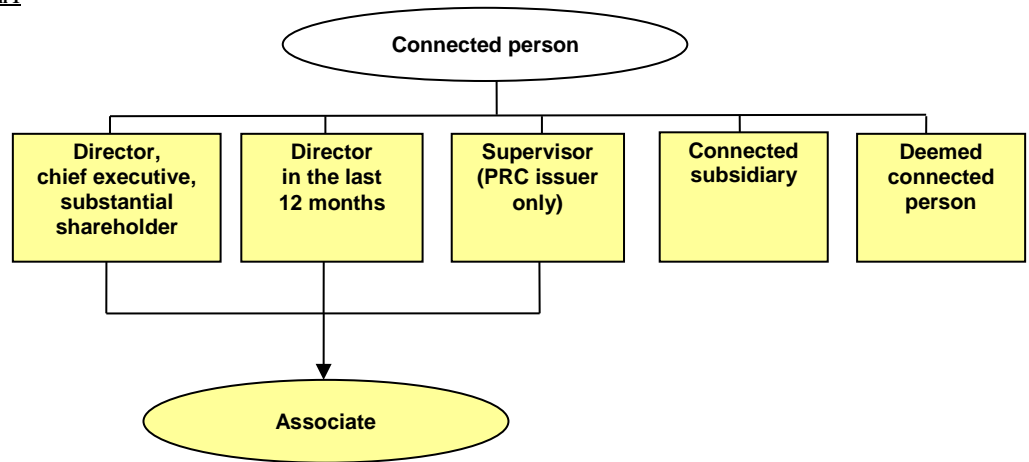 Connected person
Director,
chief executive,
substantial
shareholder
Director
in the last
12 months
Supervisor
(PRC issuer
only)
Connected
subsidiary
Deemed
connected
person
Associate